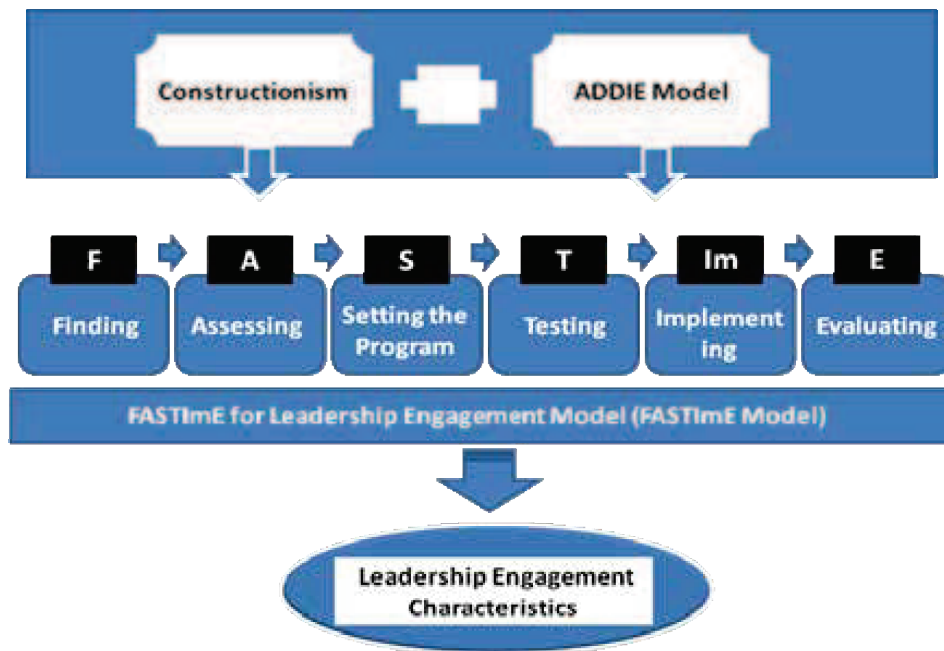 Constructionism
ADDIE Model
F
A
S
T
Im
E
Finding
Assessing
Setting the
Program
Testing
Implement
ing
Evaluating
FASTImE for Leadership Engagement Model (FASTImE Model)
Leadership Engagement
Characteristics